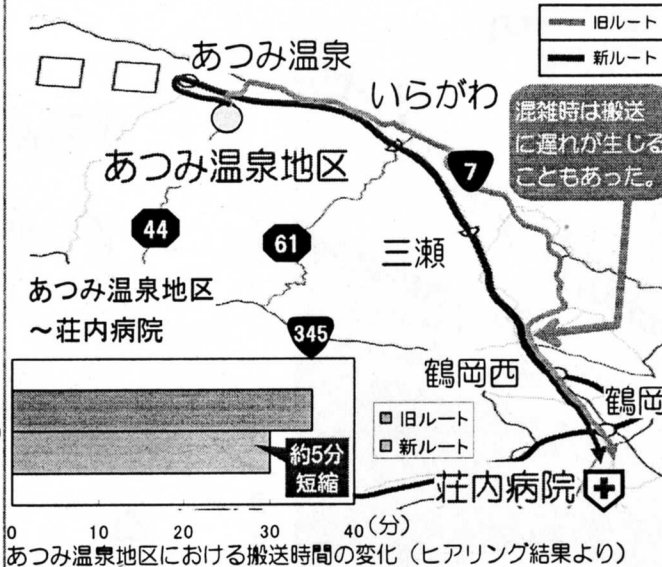 旧ルート
新ルート
あつみ温泉
いらがわ
混雑時は搬送
に遅れが生じる
こともあった。
7
あつみ温泉地区
44
61
三瀬
あつみ温泉地区
～荘内病院
345
鶴岡西
鶴岡
旧ルート
新ルート
約5分
短縮
荘内病院
0 10 20 30 40(分)
あつみ温泉地区における搬送時間の変化(ヒアリング結果より)